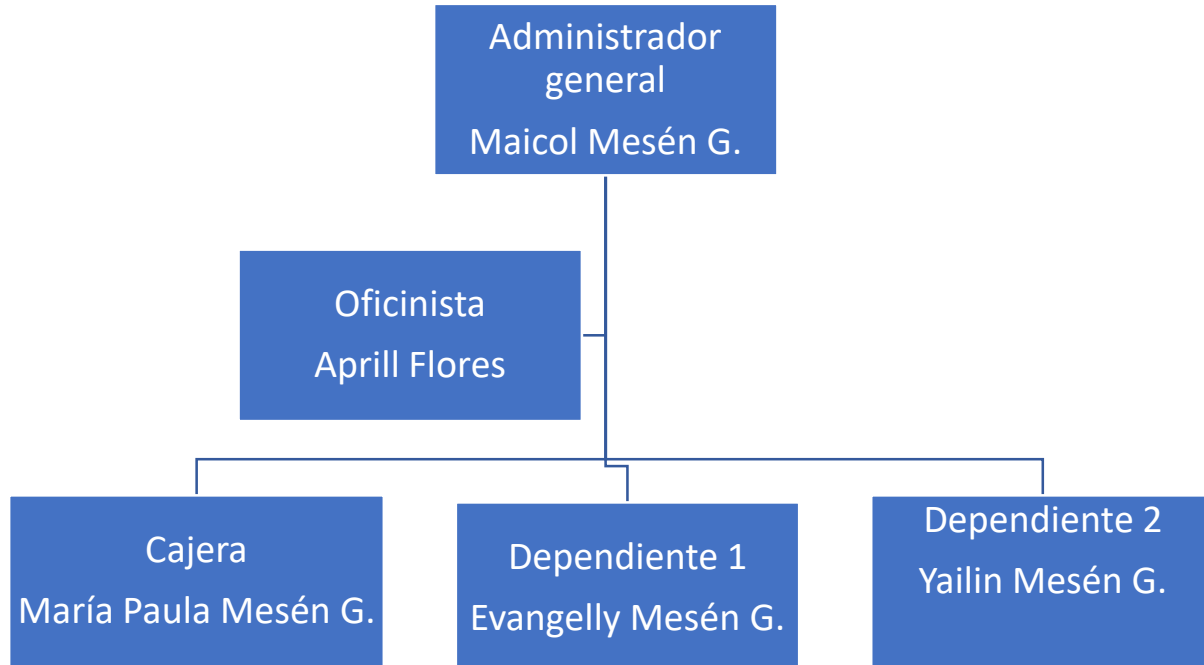 Administrador
general
Maicol Mesén G.
Oficinista
Aprill Flores
Cajera
María Paula Mesén G.
Dependiente 1
Evangelly Mesén G.
Dependiente 2
Yailin Mesén G.